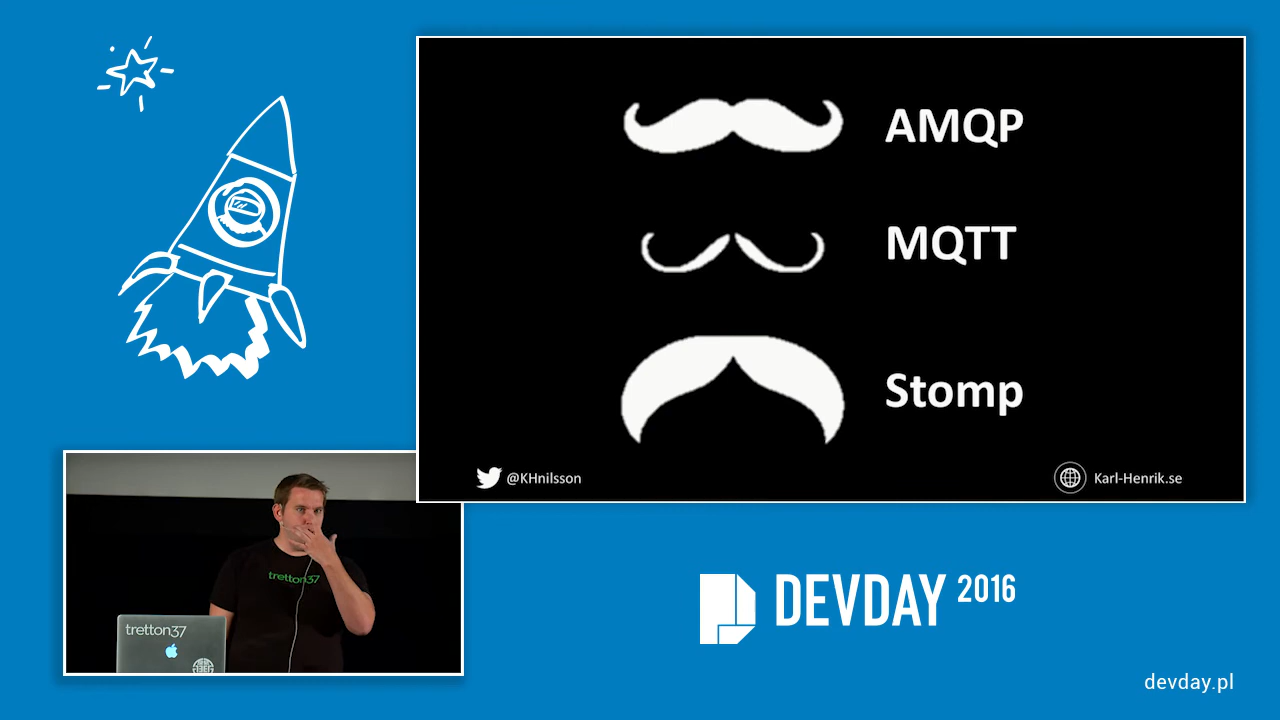 AMQP
MQTT
Stomp
@KHnilsson
Karl-Henrik.se
tretton37
tretton37
DEVDAY 2016
devday.pl